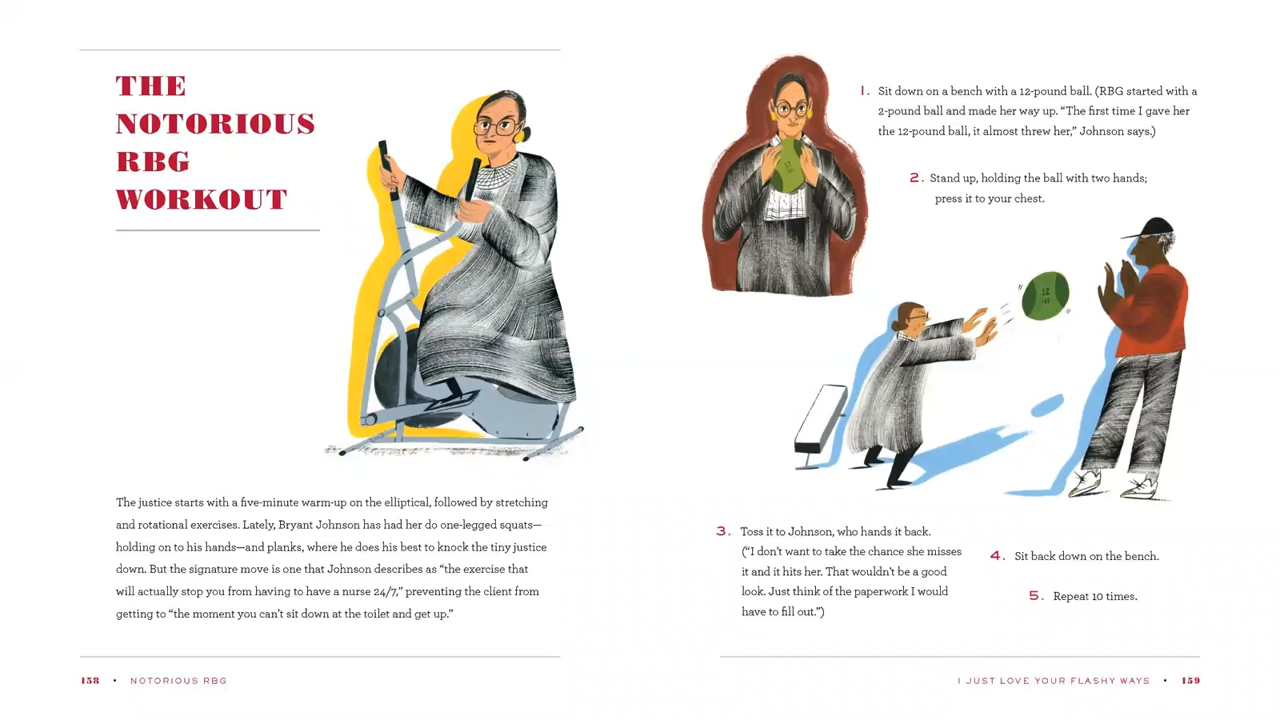 THE
NOTORIOUS
RBG
WORKOUT
The justice starts with a five-minute warm-up on the elliptical, followed by stretching
and rotational exercises. Lately, Bryant Johnson has had her do one-legged squats—
holding on to his hands—and planks, where he does his best to knock the tiny justice
down. But the signature move is one that Johnson describes as “the exercise that
will actually stop you from having to have a nurse 24/7,” preventing the client from
getting to “the moment you can’t sit down at the toilet and get up.”
158 • NOTORIOUS RBG
1. Sit down on a bench with a 12-pound ball. (RBG started with a
2-pound ball and made her way up. “The first time I gave her
the 12-pound ball, it almost threw her,” Johnson says.)
2. Stand up, holding the ball with two hands;
press it to your chest.
12
3. Toss it to Johnson, who hands it back.
(“I don’t want to take the chance she misses
it and it hits her. That wouldn’t be a good
look. Just think of the paperwork I would
have to fill out.”)
4. Sit back down on the bench.
5. Repeat 10 times.
I JUST LOVE YOUR FLASHY WAYS • 159